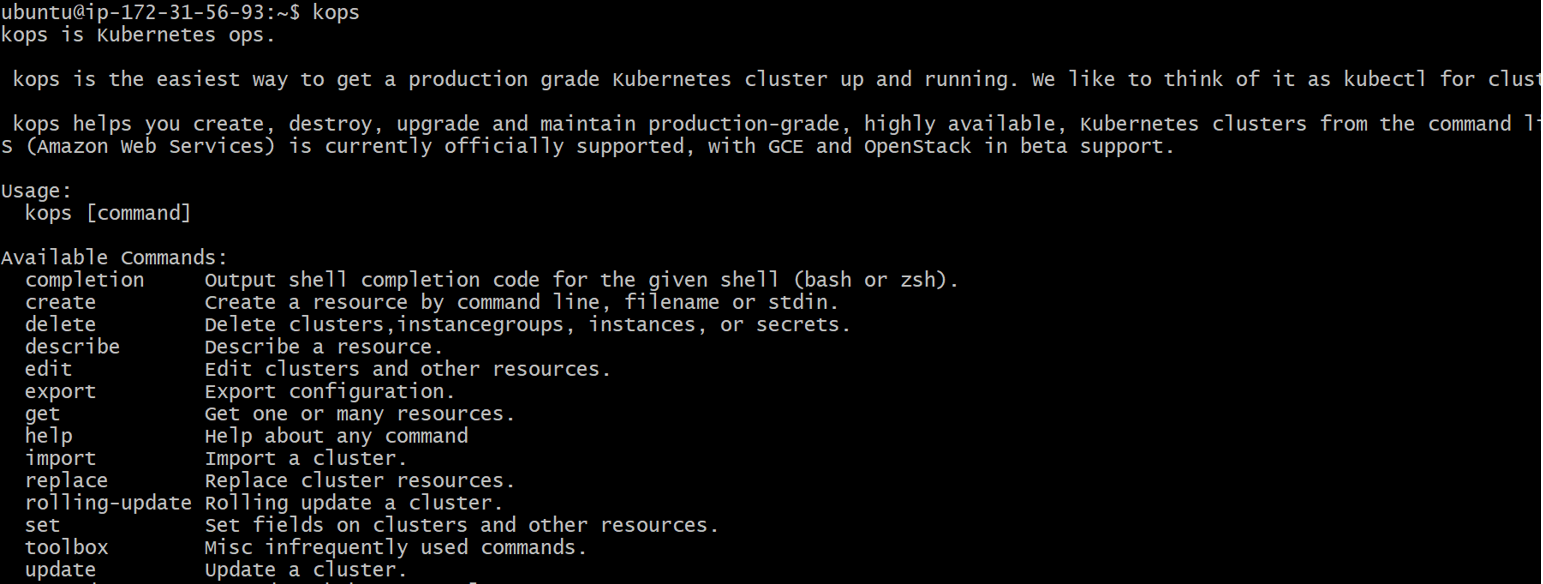 ubuntu@ip-172-31-56-93:~$ kops
kops is Kubernetes ops.
kops is the easiest way to get a production grade Kubernetes cluster up and running. We like to think of it as kubectl for clust
kops helps you create, destroy, upgrade and maintain production-grade, highly available, Kubernetes clusters from the command li
S (Amazon Web Services) is currently officially supported, with GCE and OpenStack in beta support.
Usage:
kops [command]
Available Commands:
completion Output shell completion code for the given shell (bash or zsh).
create Create a resource by command line, filename or stdin.
delete Delete clusters,instancegroups, instances, or secrets.
describe Describe a resource.
edit Edit clusters and other resources.
export Export configuration.
get Get one or many resources.
help Help about any command
import Import a cluster.
replace Replace cluster resources.
rolling-update Rolling update a cluster.
set Set fields on clusters and other resources.
toolbox Misc infrequently used commands.
update Update a cluster.